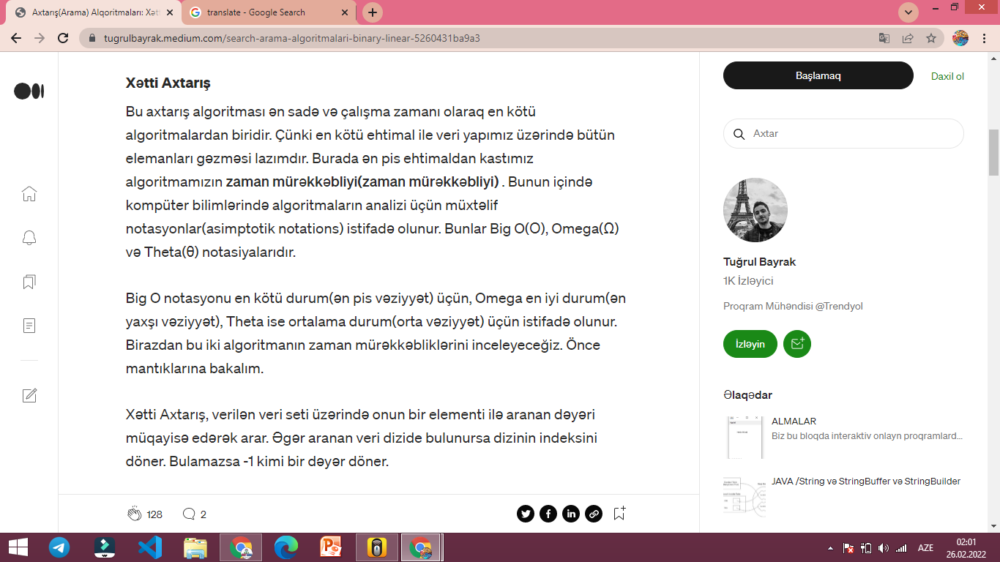 Axtarış(Arama) Alqoritmaları: Xətt
translate - Google Search
tugrulbayrak.medium.com/search-arama-algoritmalari-binary-linear-5260431ba9a3
Xətti Axtarış
Bu axtarış algoritması ən sadə və çalışma zamanı olaraq en kötü
algoritmalardan biridir. Çünki en kötü ehtimal ile veri yapımız üzərində bütün
elemanları gəzməsi lazımdır. Burada ən pis ehtimaldan kastımız
algoritmamızın zaman mürəkkəbliyi(zaman mürəkkəbliyi) . Bunun içində
kompüter bilimlərində algoritmaların analizi üçün müxtəlif
notasyonlar(asimptotik notations) istifadə olunur. Bunlar Big O(O), Omega(Ω)
və Theta(θ) notasiyalarıdır.
Big O notasyonu en kötü durum(ən pis vəziyyət) üçün, Omega en iyi durum(ən
yaxşı vəziyyət), Theta ise ortalama durum(orta vəziyyət) üçün istifadə olunur.
Birazdan bu iki algoritmanın zaman mürəkkəbliklərini inceleyeceğiz. Önce
mantıklarına bakalım.
Xətti Axtarış, verilən veri seti üzərində onun bir elementi ilə aranan dəyəri
müqayisə edərək arar. Əgər aranan veri dizide bulunursa dizinin indeksini
döner. Bulamazsa -1 kimi bir dəyər döner.
128
2
Başlamaq
Daxil ol
Axtar
Tuğrul Bayrak
1K İzləyici
Proqram Mühəndisi @Trendyol
İzləyin
Əlaqədar
ALMALAR
Biz bu bloqda interaktiv onlayn proqramlard...
JAVA /String və StringBuffer və StringBuilder
AZE
02:01
26.02.2022